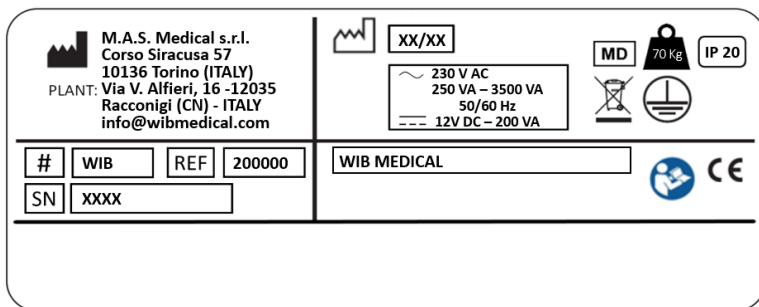 M.A.S. Medical s.r.l.
Corso Siracusa 57
10136 Torino (ITALY)
PLANT: Via V. Alfieri, 16 -12035
Racconigi (CN) - ITALY
info@wibmedical.com
XX/XX
230 V AC
250 VA – 3500 VA
50/60 Hz
12V DC – 200 VA
MD
70 Kg
IP 20
# WIB REF 200000
SN XXXX
WIB MEDICAL
CE